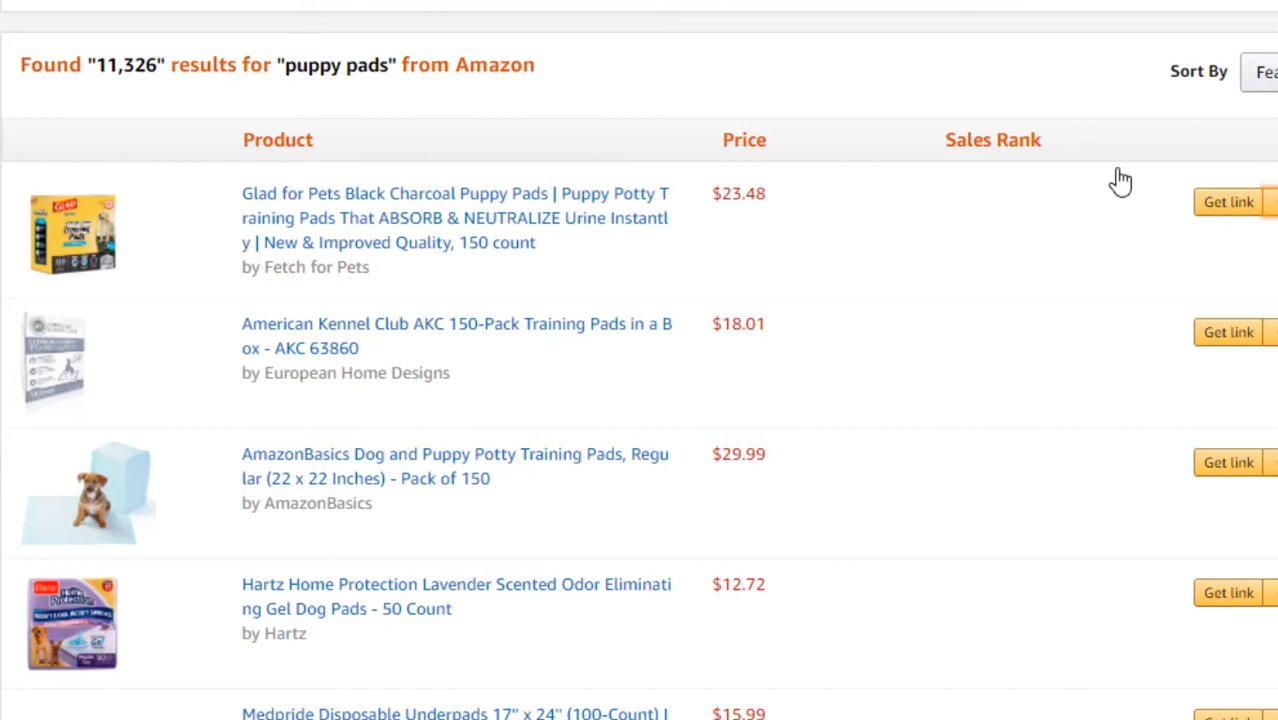 Found "11,326" results for "puppy pads" from Amazon
Sort By
Fea
Product Price Sales Rank
Glad for Pets Black Charcoal Puppy Pads | Puppy Potty T
raining Pads That ABSORB & NEUTRALIZE Urine Instantl
y | New & Improved Quality, 150 count
by Fetch for Pets
$23.48
Get link
GLAD
American Kennel Club AKC 150-Pack Training Pads in a B
ox - AKC 63860
by European Home Designs
$18.01
Get link
AmazonBasics Dog and Puppy Potty Training Pads, Regu
lar (22 x 22 Inches) - Pack of 150
by AmazonBasics
$29.99
Get link
Hartz Home Protection Lavender Scented Odor Eliminati
ng Gel Dog Pads - 50 Count
by Hartz
$12.72
Get link
Hartz
Home
Protection
Medpride Disposable Underpads 17" x 24" (100-Count) |
$15.99
Get link